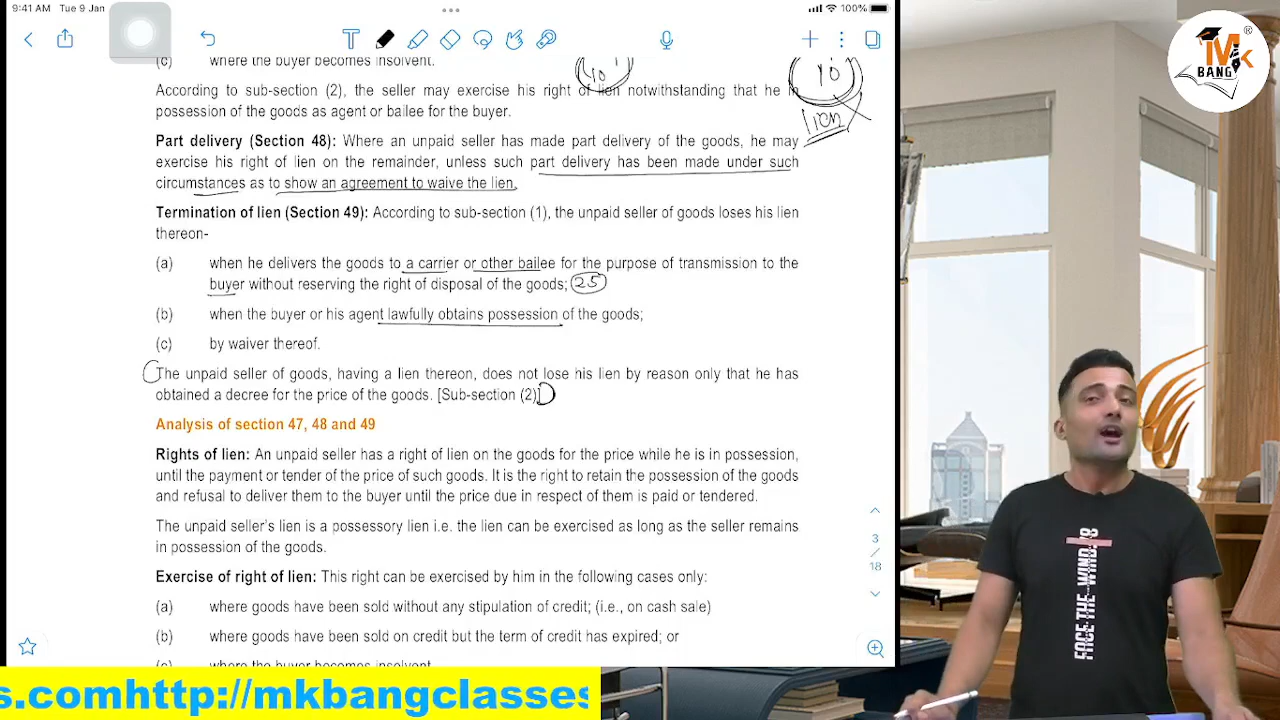 9:41 AM Tue 9 Jan
100%
(c) where the buyer becomes insolvent.
10
10
According to sub-section (2), the seller may exercise his right of lien notwithstanding that he in
possession of the goods as agent or bailee for the buyer.
lien
Part delivery (Section 48): Where an unpaid seller has made part delivery of the goods, he may
exercise his right of lien on the remainder, unless such part delivery has been made under such
circumstances as to show an agreement to waive the lien.
Termination of lien (Section 49): According to sub-section (1), the unpaid seller of goods loses his lien
thereon-
(a) when he delivers the goods to a carrier or other bailee for the purpose of transmission to the
buyer without reserving the right of disposal of the goods; 25
(b) when the buyer or his agent lawfully obtains possession of the goods;
(c) by waiver thereof.
The unpaid seller of goods, having a lien thereon, does not lose his lien by reason only that he has
obtained a decree for the price of the goods. [Sub-section (2)]
Analysis of section 47, 48 and 49
Rights of lien: An unpaid seller has a right of lien on the goods for the price while he is in possession,
until the payment or tender of the price of such goods. It is the right to retain the possession of the goods
and refusal to deliver them to the buyer until the price due in respect of them is paid or tendered.
The unpaid seller's lien is a possessory lien i.e. the lien can be exercised as long as the seller remains
in possession of the goods.
Exercise of right of lien: This right can be exercised by him in the following cases only:
(a) where goods have been sold without any stipulation of credit; (i.e., on cash sale)
(b) where goods have been sold on credit but the term of credit has expired; or
(c) where the buyer becomes insolvent.
3
/
18
s.comhttp://mkbangclasses
MK
BANG
®
FACE THE WIND